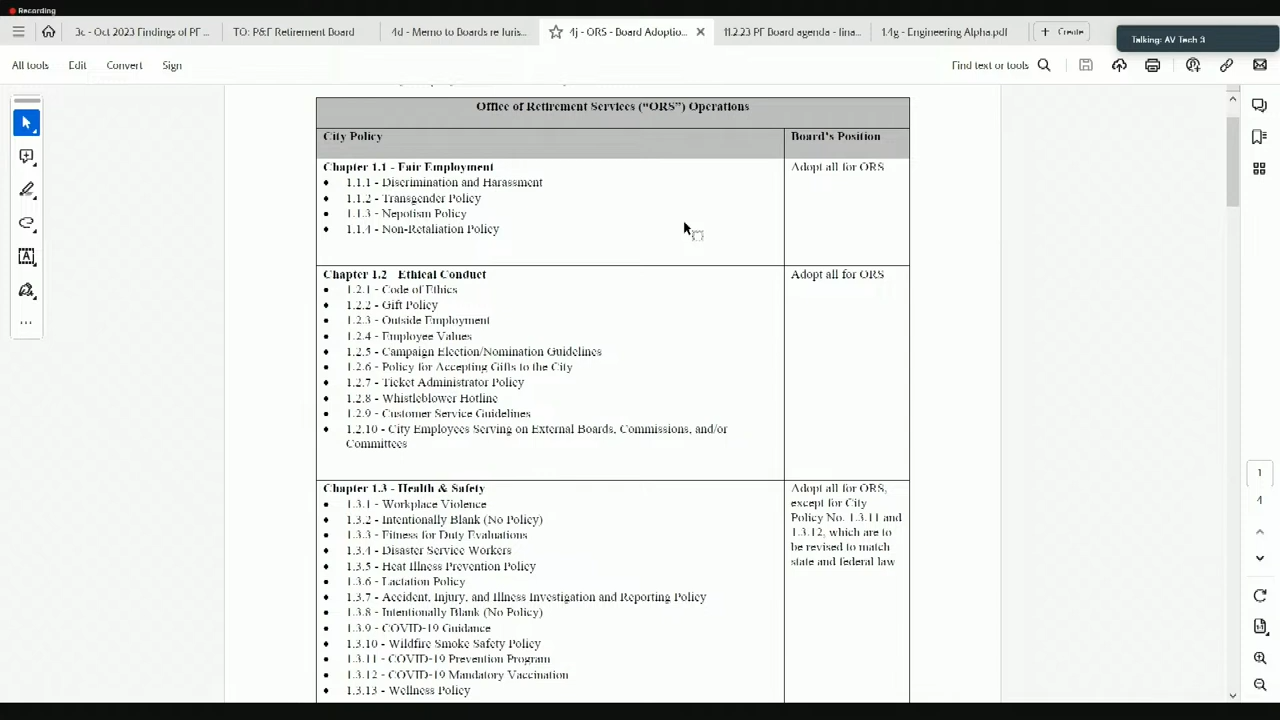 Recording
3c - Oct 2023 Findings of PF ...
TO: P&F Retirement Board
4d - Memo to Boards re Juris...
4j - ORS - Board Adoptio...
11.2.23 PF Board agenda - fina...
1.4g - Engineering Alpha.pdf
Create
Talking: AV Tech 3
All tools
Edit
Convert
Sign
Find text or tools
Office of Retirement Services ("ORS") Operations
City Policy
Board's Position
Chapter 1.1 - Fair Employment
Adopt all for ORS
• 1.1.1 - Discrimination and Harassment
• 1.1.2 - Transgender Policy
• 1.1.3 - Nepotism Policy
• 1.1.4 - Non-Retaliation Policy
Chapter 1.2 - Ethical Conduct
Adopt all for ORS
• 1.2.1 - Code of Ethics
• 1.2.2 - Gift Policy
• 1.2.3 - Outside Employment
• 1.2.4 - Employee Values
• 1.2.5 - Campaign Election/Nomination Guidelines
• 1.2.6 - Policy for Accepting Gifts to the City
• 1.2.7 - Ticket Administrator Policy
• 1.2.8 - Whistleblower Hotline
• 1.2.9 - Customer Service Guidelines
• 1.2.10 - City Employees Serving on External Boards, Commissions, and/or
Committees
Chapter 1.3 - Health & Safety
• 1.3.1 - Workplace Violence
• 1.3.2 - Intentionally Blank (No Policy)
• 1.3.3 - Fitness for Duty Evaluations
• 1.3.4 - Disaster Service Workers
• 1.3.5 - Heat Illness Prevention Policy
• 1.3.6 - Lactation Policy
• 1.3.7 - Accident, Injury, and Illness Investigation and Reporting Policy
• 1.3.8 - Intentionally Blank (No Policy)
• 1.3.9 - COVID-19 Guidance
• 1.3.10 - Wildfire Smoke Safety Policy
• 1.3.11 - COVID-19 Prevention Program
• 1.3.12 - COVID-19 Mandatory Vaccination
• 1.3.13 - Wellness Policy
Adopt all for ORS,
except for City
Policy No. 1.3.11 and
1.3.12, which are to
be revised to match
state and federal law
1
4